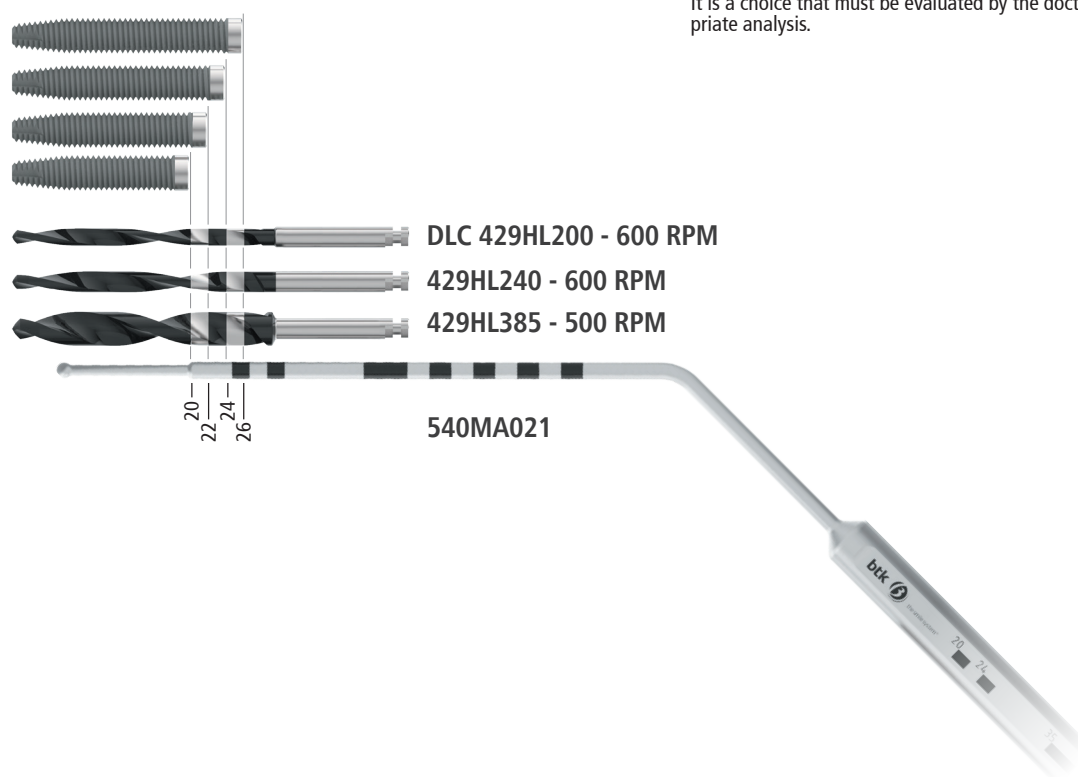 It is a choice that must be evaluated by the doct
priate analysis.
DLC 429HL200 - 600 RPM
429HL240 - 600 RPM
429HL385 - 500 RPM
20
22
24
26
540MA021
btk
20
24
35